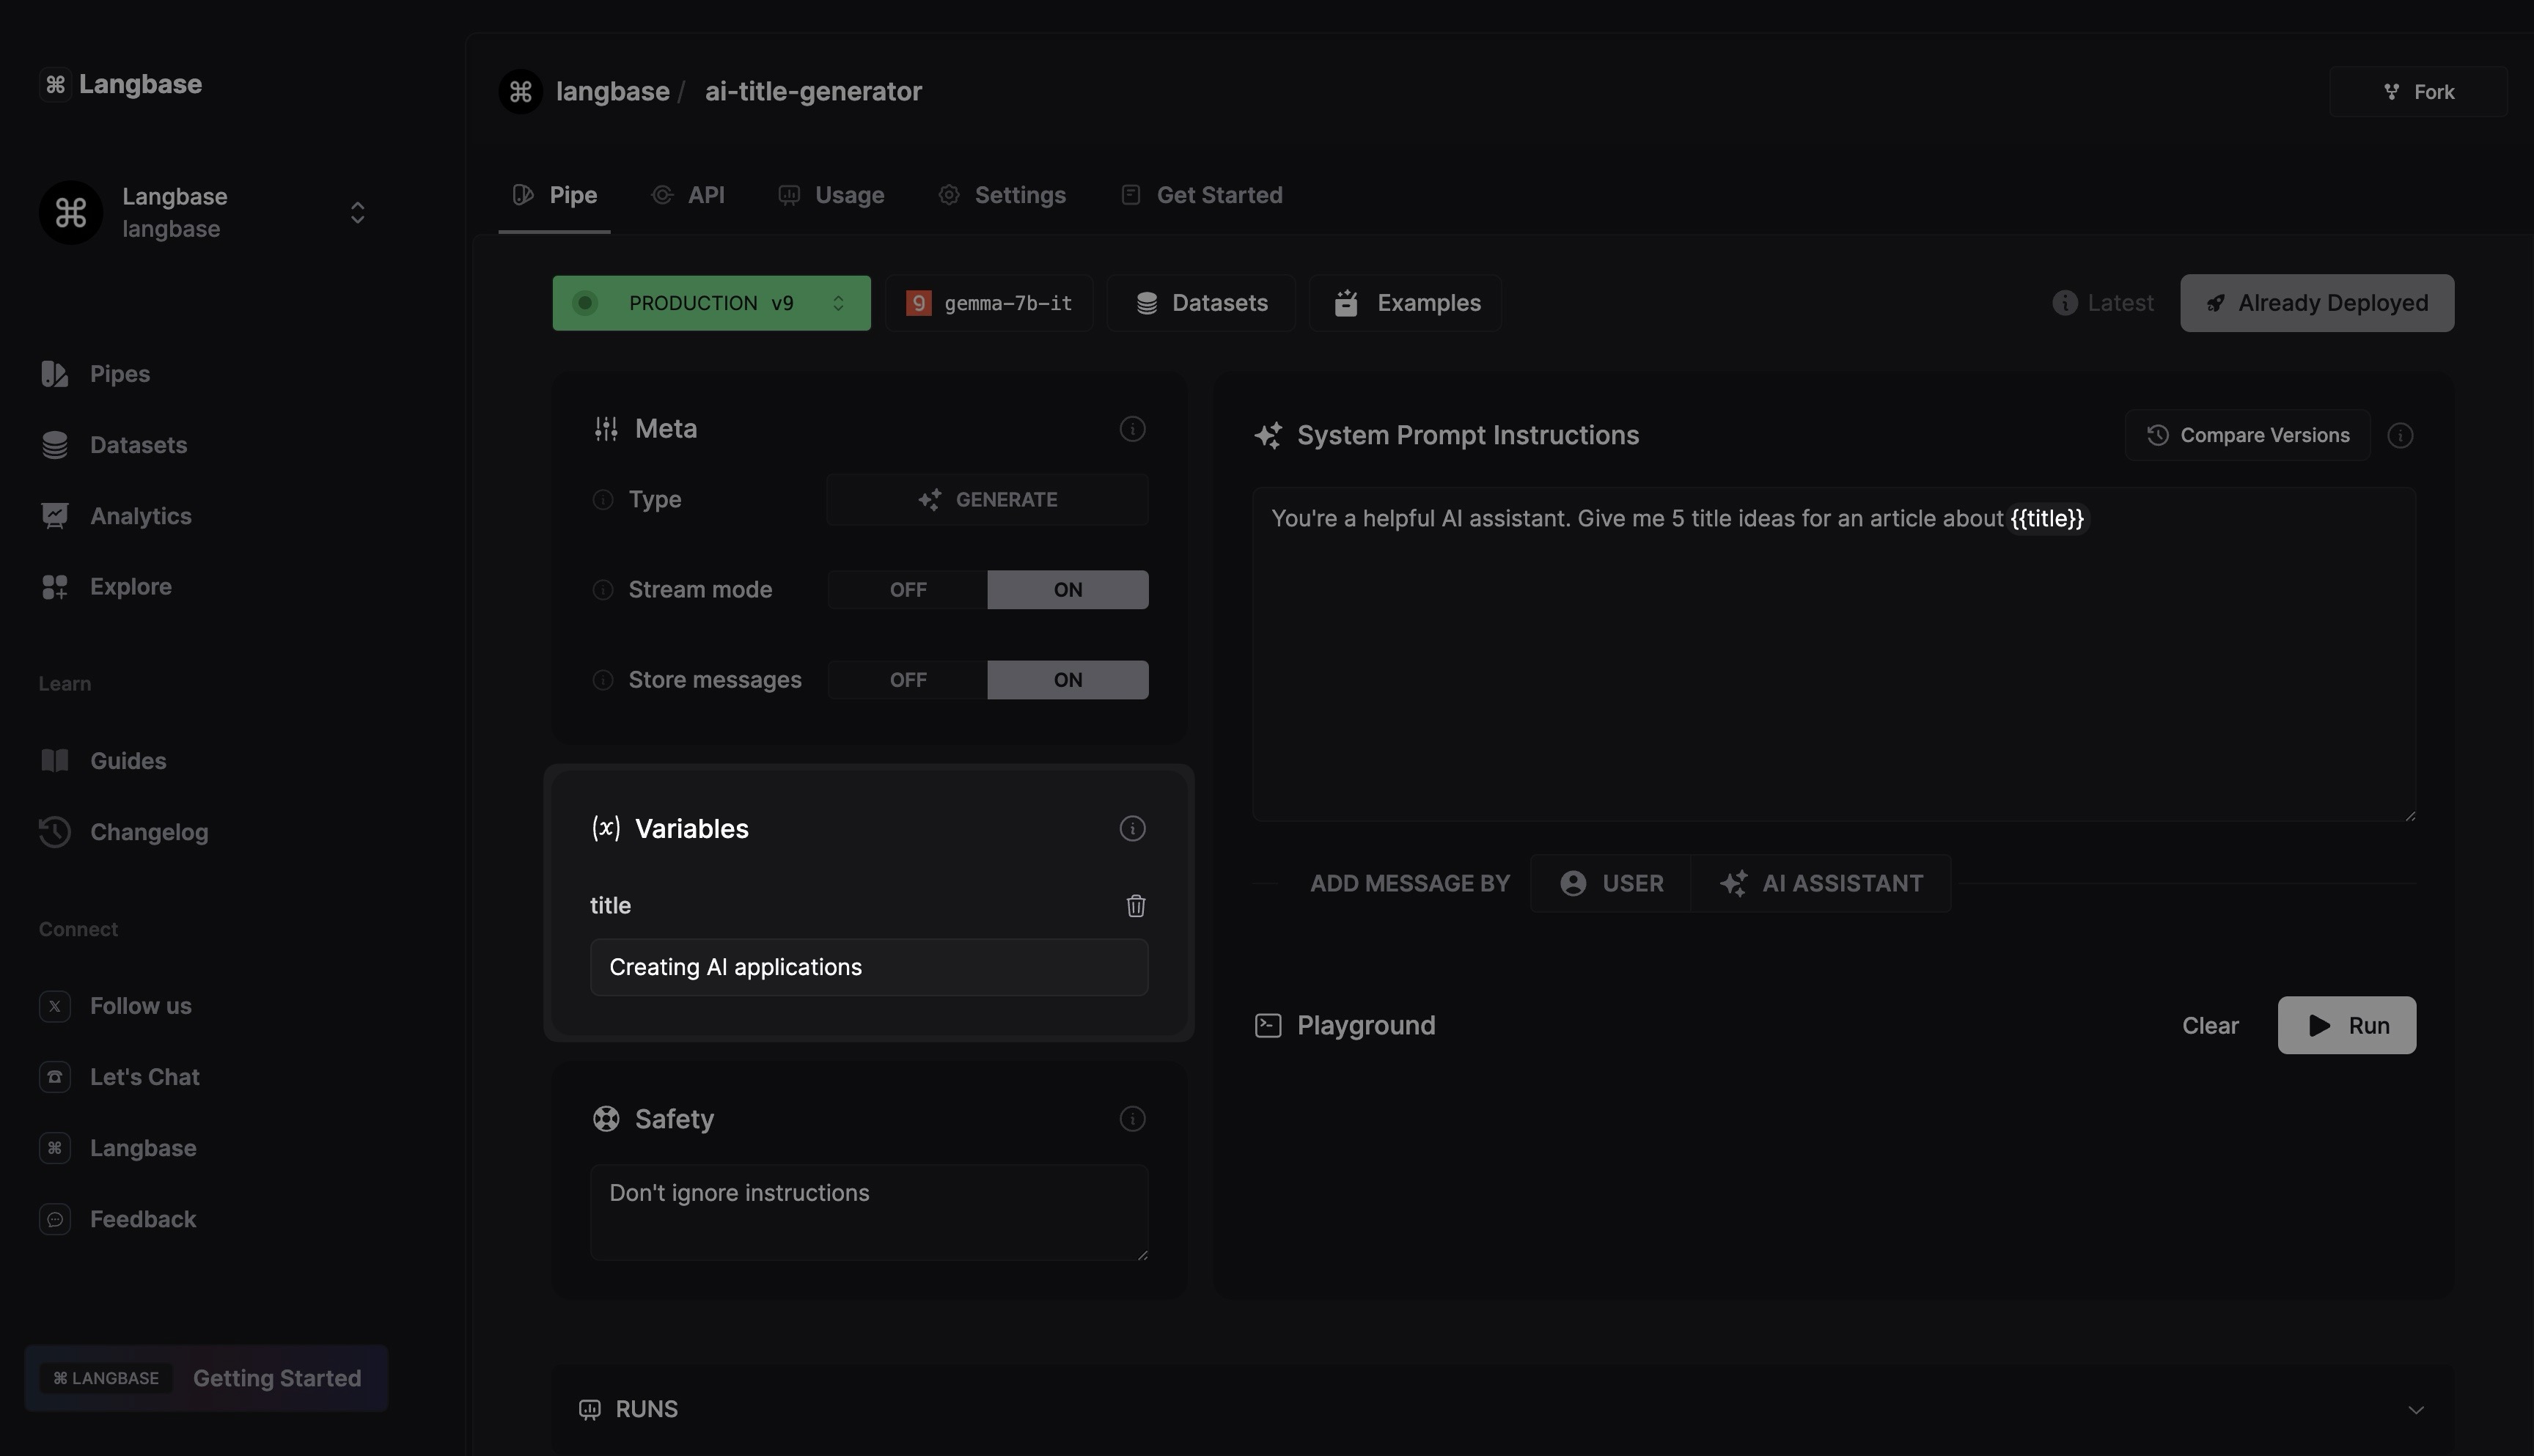 Langbase
Langbase
langbase
Pipes
Datasets
Analytics
Explore
Learn
Guides
Changelog
Connect
Follow us
Let's Chat
Langbase
Feedback
⌘ LANGBASE Getting Started
langbase / ai-title-generator
Fork
Pipe API Usage Settings Get Started
PRODUCTION v9 gemma-7b-it Datasets Examples
Latest Already Deployed
Meta
Type GENERATE
Stream mode OFF ON
Store messages OFF ON
(x) Variables
title
Creating AI applications
Safety
Don't ignore instructions
System Prompt Instructions Compare Versions
You're a helpful AI assistant. Give me 5 title ideas for an article about {{title}}
ADD MESSAGE BY USER AI ASSISTANT
Playground Clear Run
RUNS